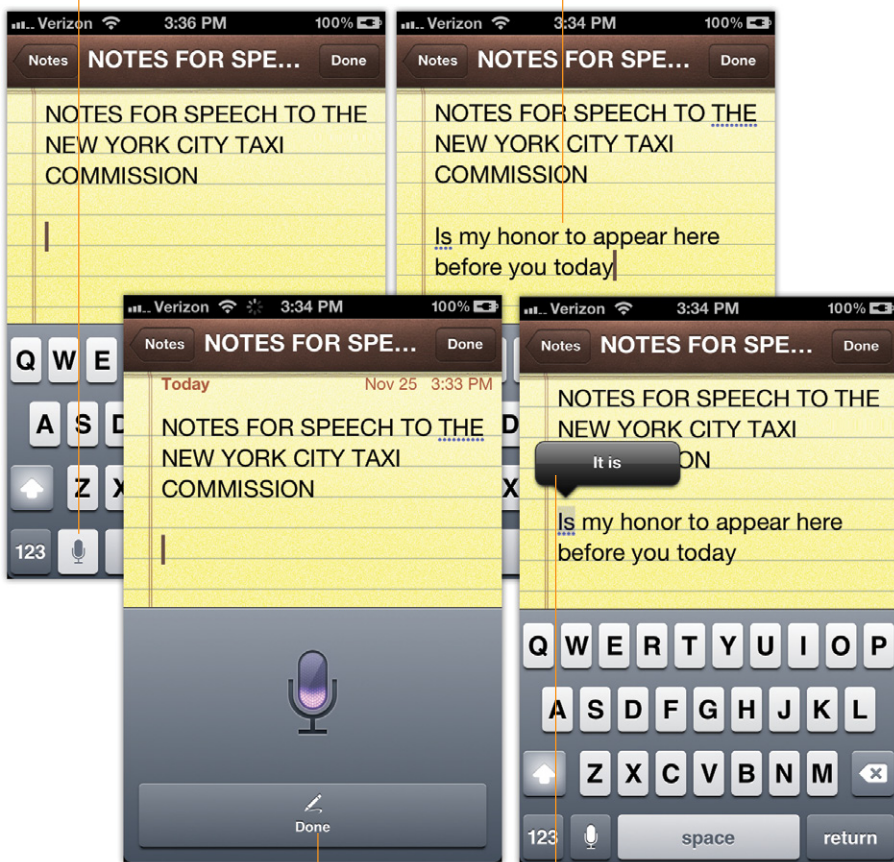 Verizon 3:36 PM 100%
Notes NOTES FOR SPE... Done
NOTES FOR SPEECH TO THE
NEW YORK CITY TAXI
COMMISSION
Q W E
A S D
Z X
123
Verizon 3:34 PM 100%
Notes NOTES FOR SPE... Done
NOTES FOR SPEECH TO THE
NEW YORK CITY TAXI
COMMISSION
Is my honor to appear here
before you today
D
X
Verizon 3:34 PM 100%
Notes NOTES FOR SPE... Done
Today Nov 25 3:33 PM
NOTES FOR SPEECH TO THE
NEW YORK CITY TAXI
COMMISSION
Done
Verizon 3:34 PM 100%
Notes NOTES FOR SPE... Done
NOTES FOR SPEECH TO THE
NEW YORK CITY TAXI
It is ON
Is my honor to appear here
before you today
Q W E R T Y U I O P
A S D F G H J K L
Z X C V B N M
123 space return